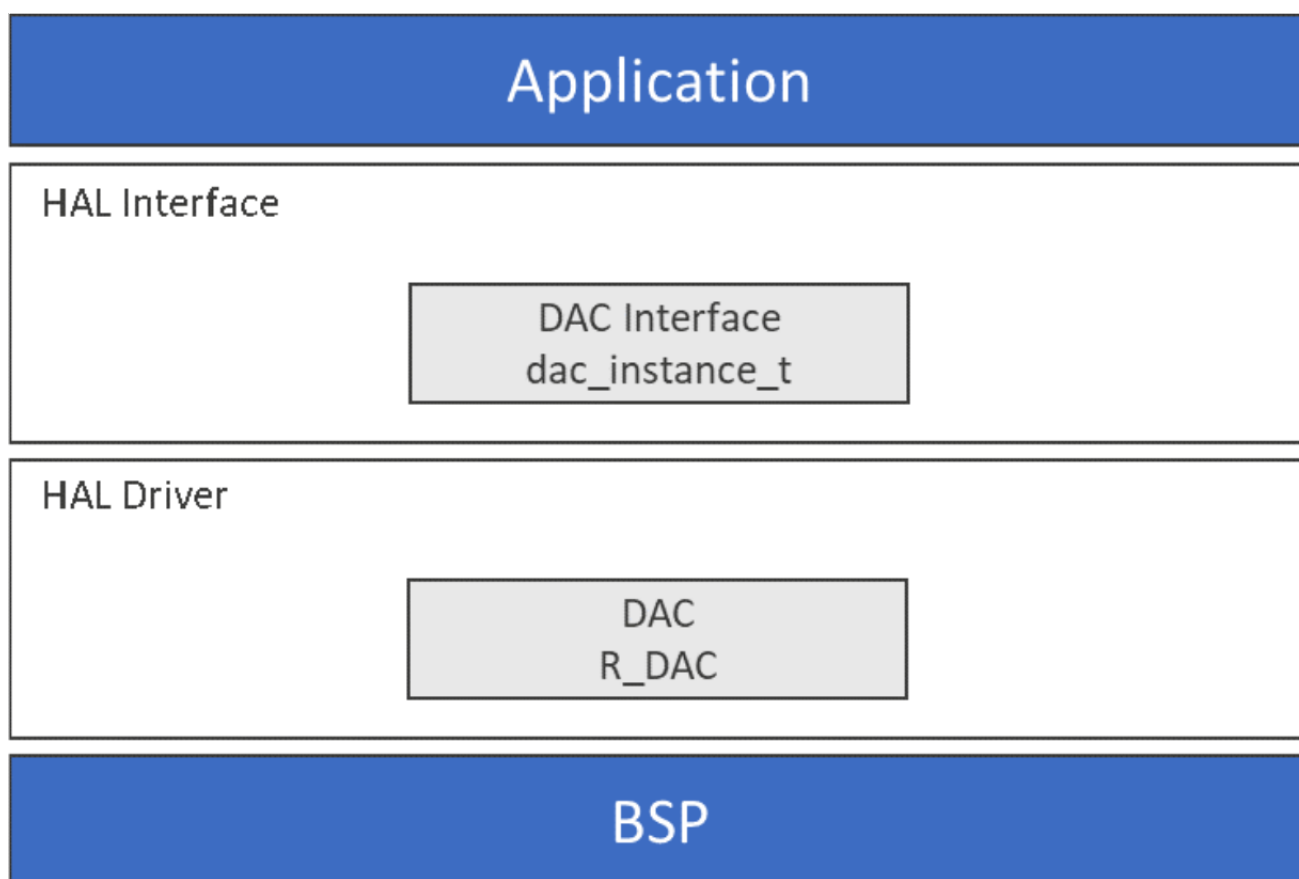 Application
HAL Interface
DAC Interface
dac_instance_t
HAL Driver
DAC
R_DAC
BSP